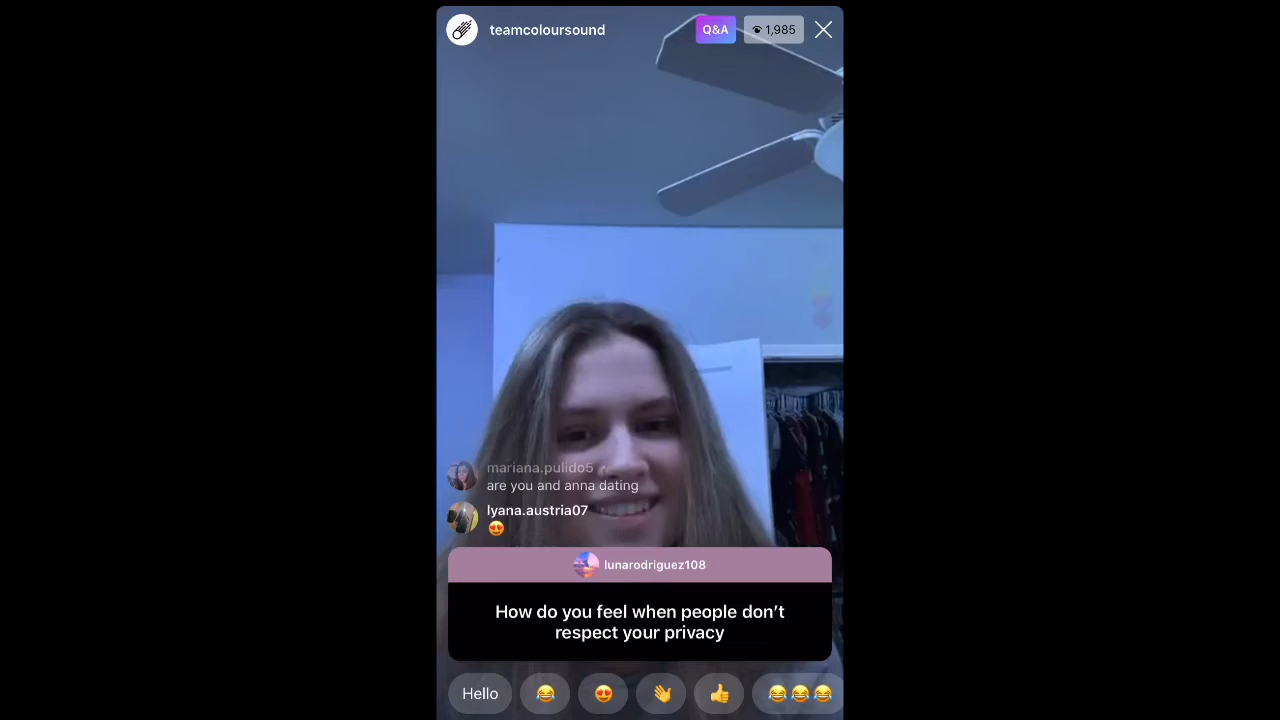 teamcoloursound
Q&A
1,985
mariana.pulido5
are you and anna dating
lyana.austria07
😍
lunarodriguez108
How do you feel when people don’t
respect your privacy
Hello
😂
😍
👋
👍
😂😂😂